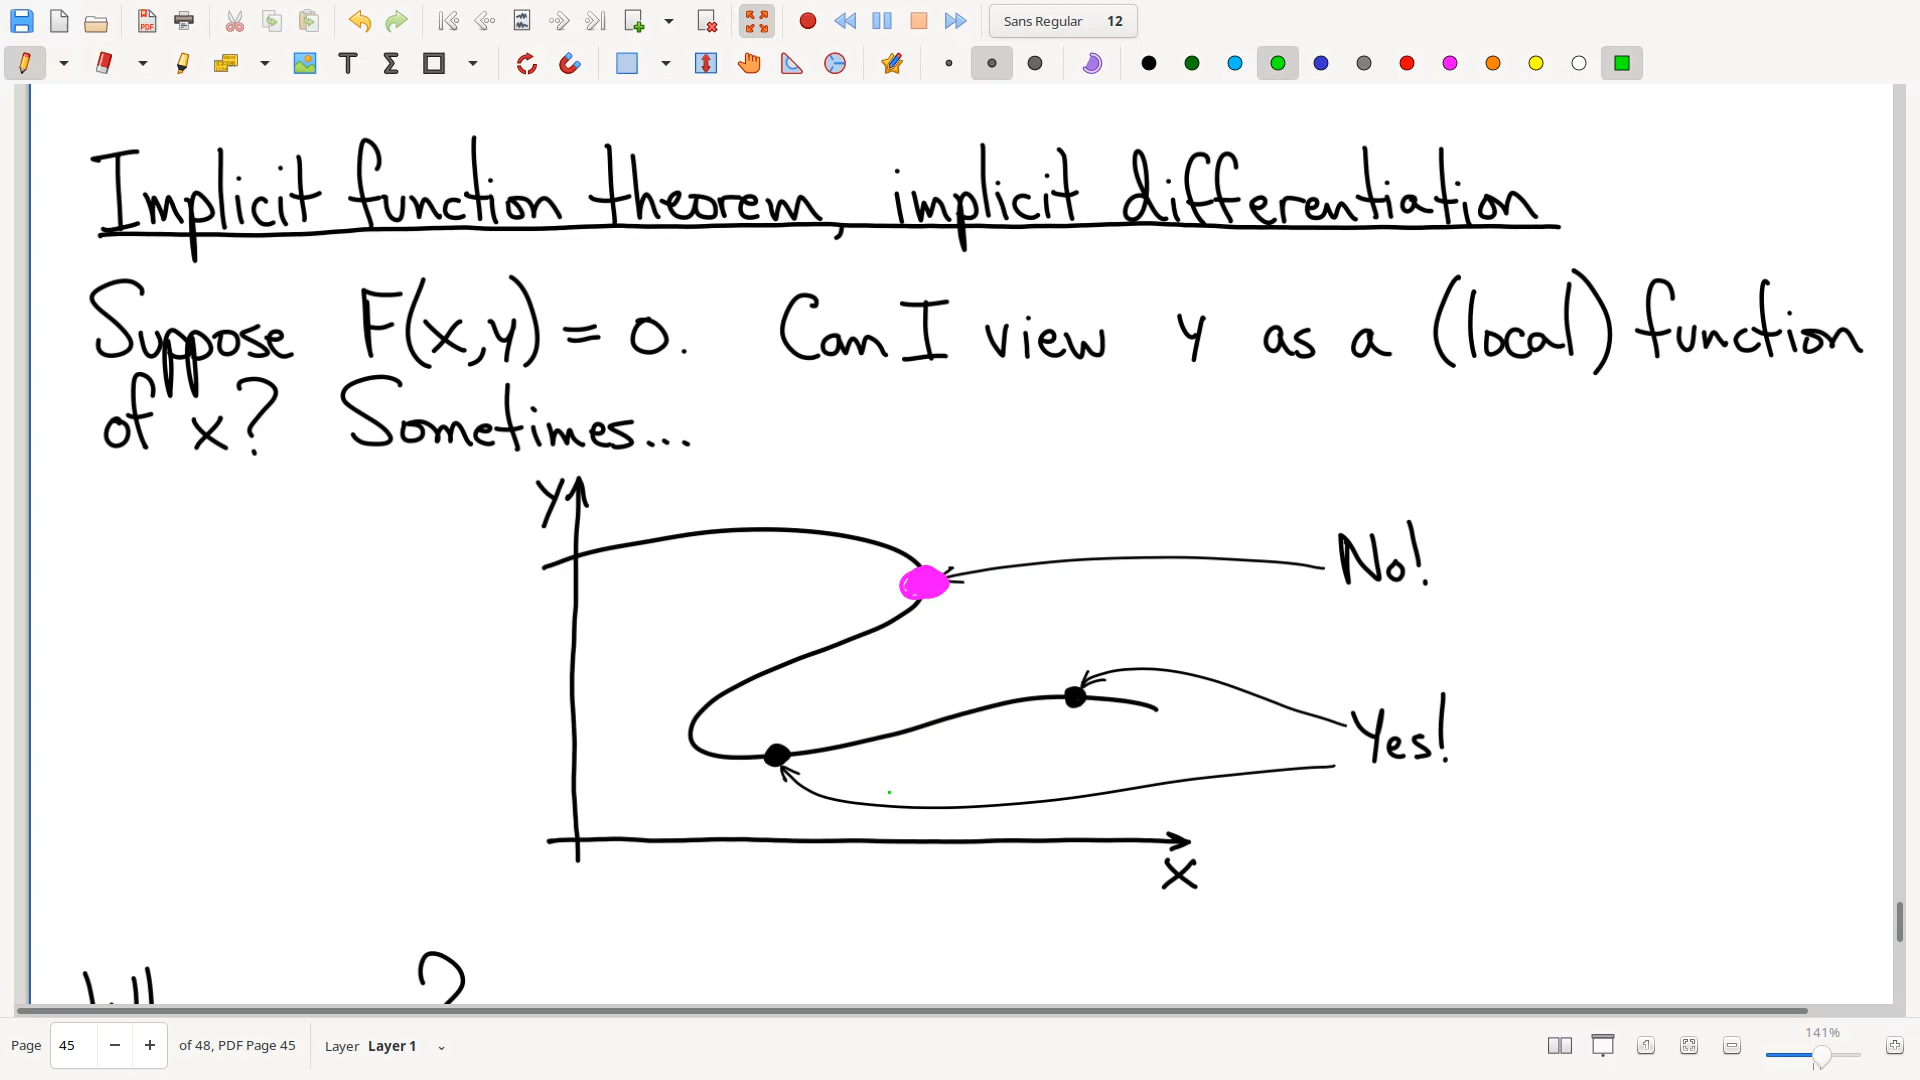 Sans Regular 12
Implicit function theorem, implicit differentiation
Suppose F(x,y) = 0. Can I view y as a (local) function
of x? Sometimes...
y
No!
Yes!
x
Page 45 of 48, PDF Page 45 Layer Layer 1 141%